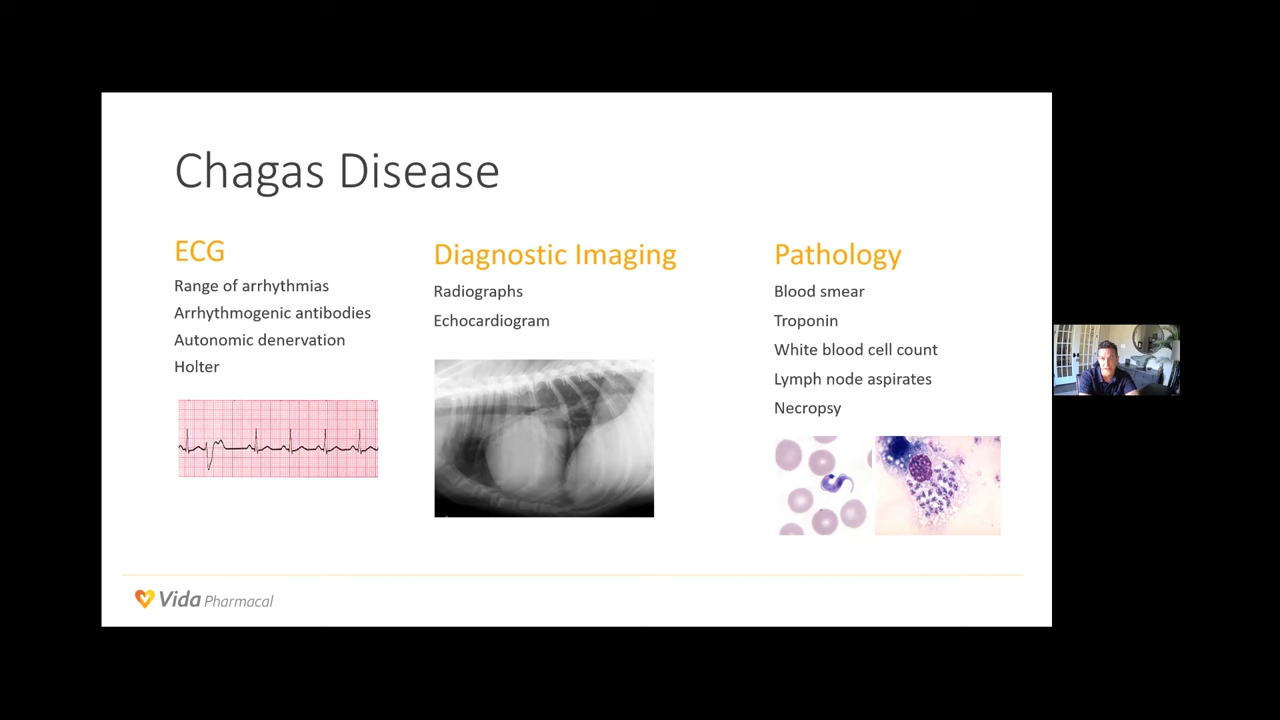 Chagas Disease
ECG
Range of arrhythmias
Arrhythmogenic antibodies
Autonomic denervation
Holter
Diagnostic Imaging
Radiographs
Echocardiogram
Pathology
Blood smear
Troponin
White blood cell count
Lymph node aspirates
Necropsy
Vida Pharmacal